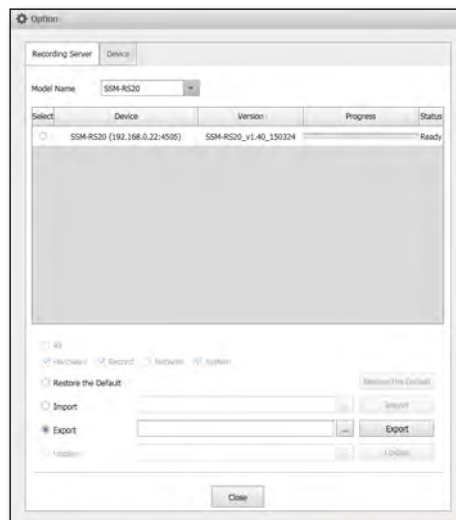 Option
Recording Server Device
Model Name SSM-RS20
Select Device Version Progress Status
SSM-RS20 (192.168.0.22:4505) SSM-RS20_v1.40_150324 Ready
All
Hardware Record Network System
Restore the Default Restore the Default
Import ... Import
Export ... Export
Update ... Update
Close